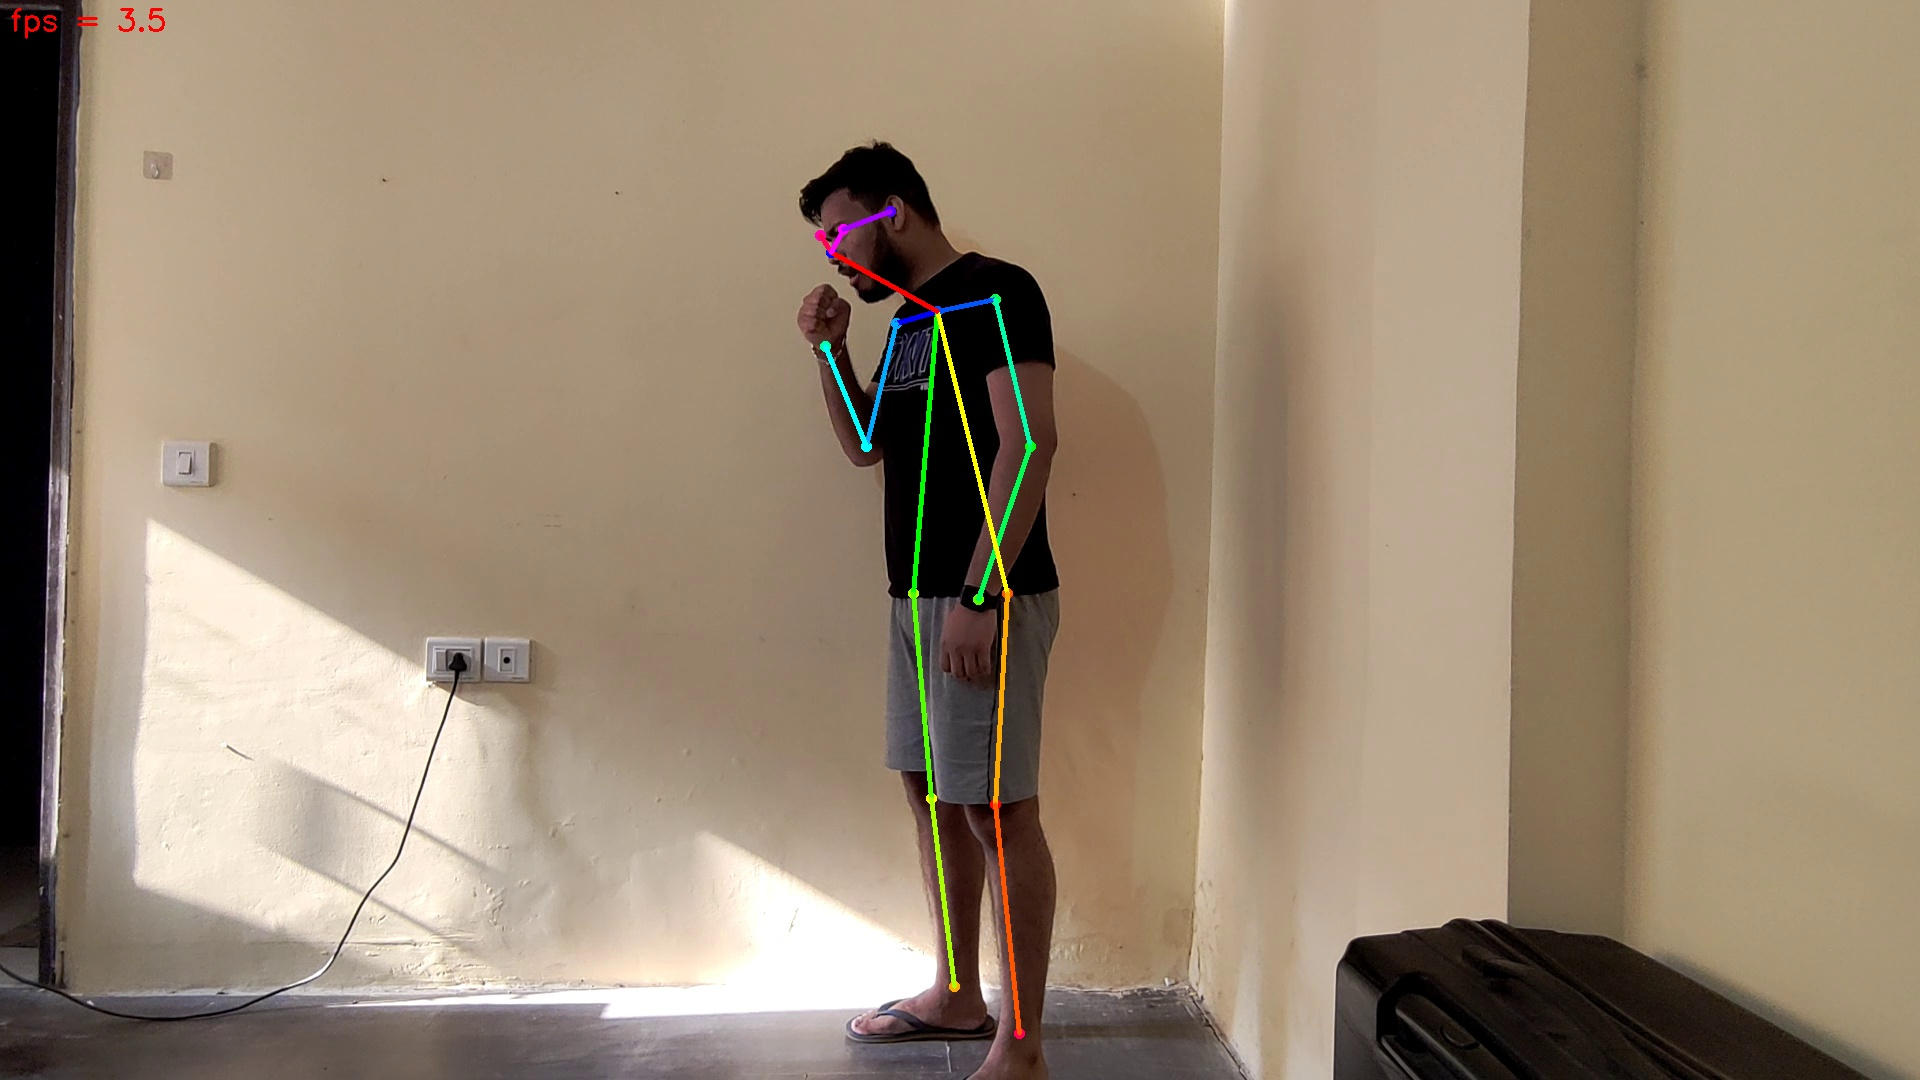 fps = 3.5